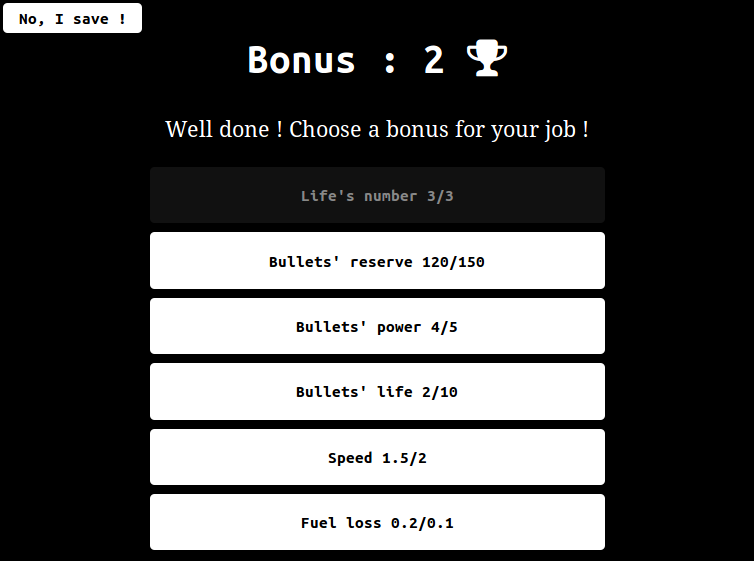 No, I save !
Bonus : 2
Well done ! Choose a bonus for your job !
Life's number 3/3
Bullets' reserve 120/150
Bullets' power 4/5
Bullets' life 2/10
Speed 1.5/2
Fuel loss 0.2/0.1